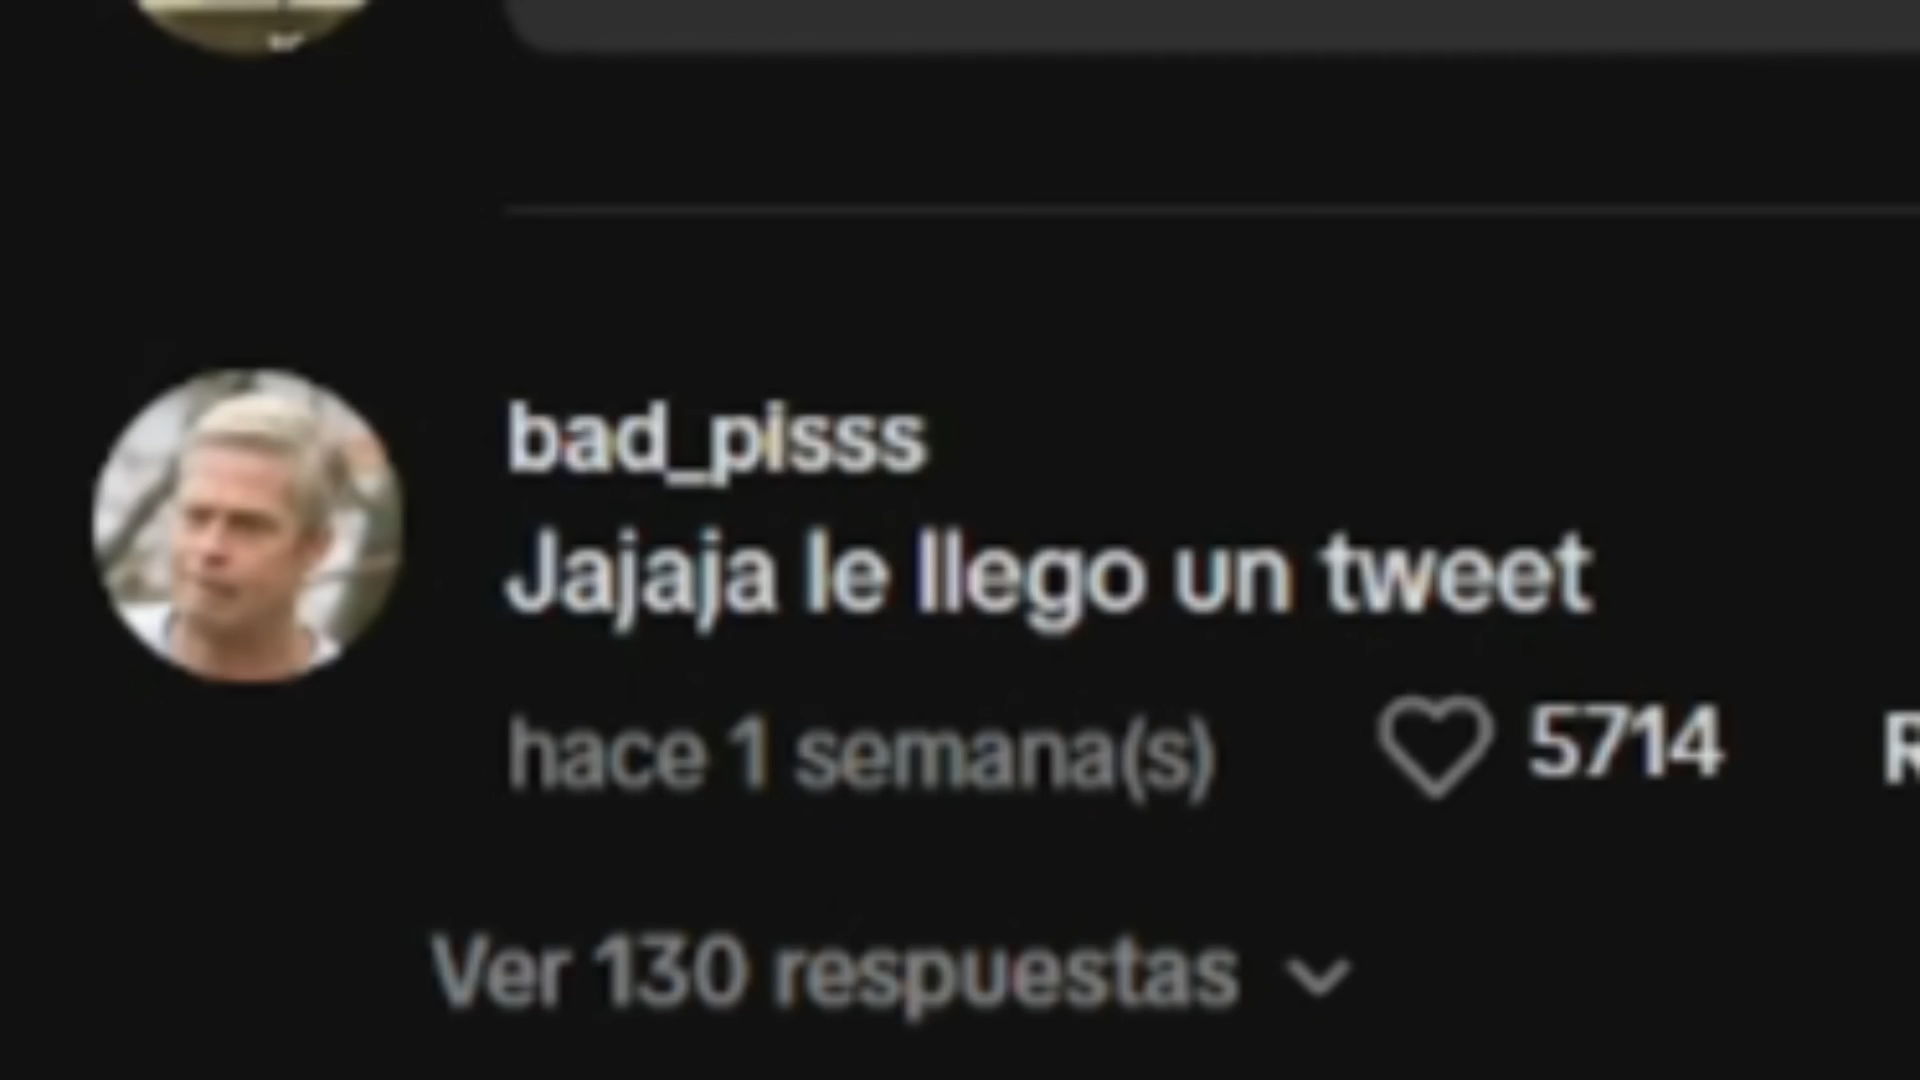 bad_pisss
Jajaja le llego un tweet
hace 1 semana(s) 5714 R
Ver 130 respuestas